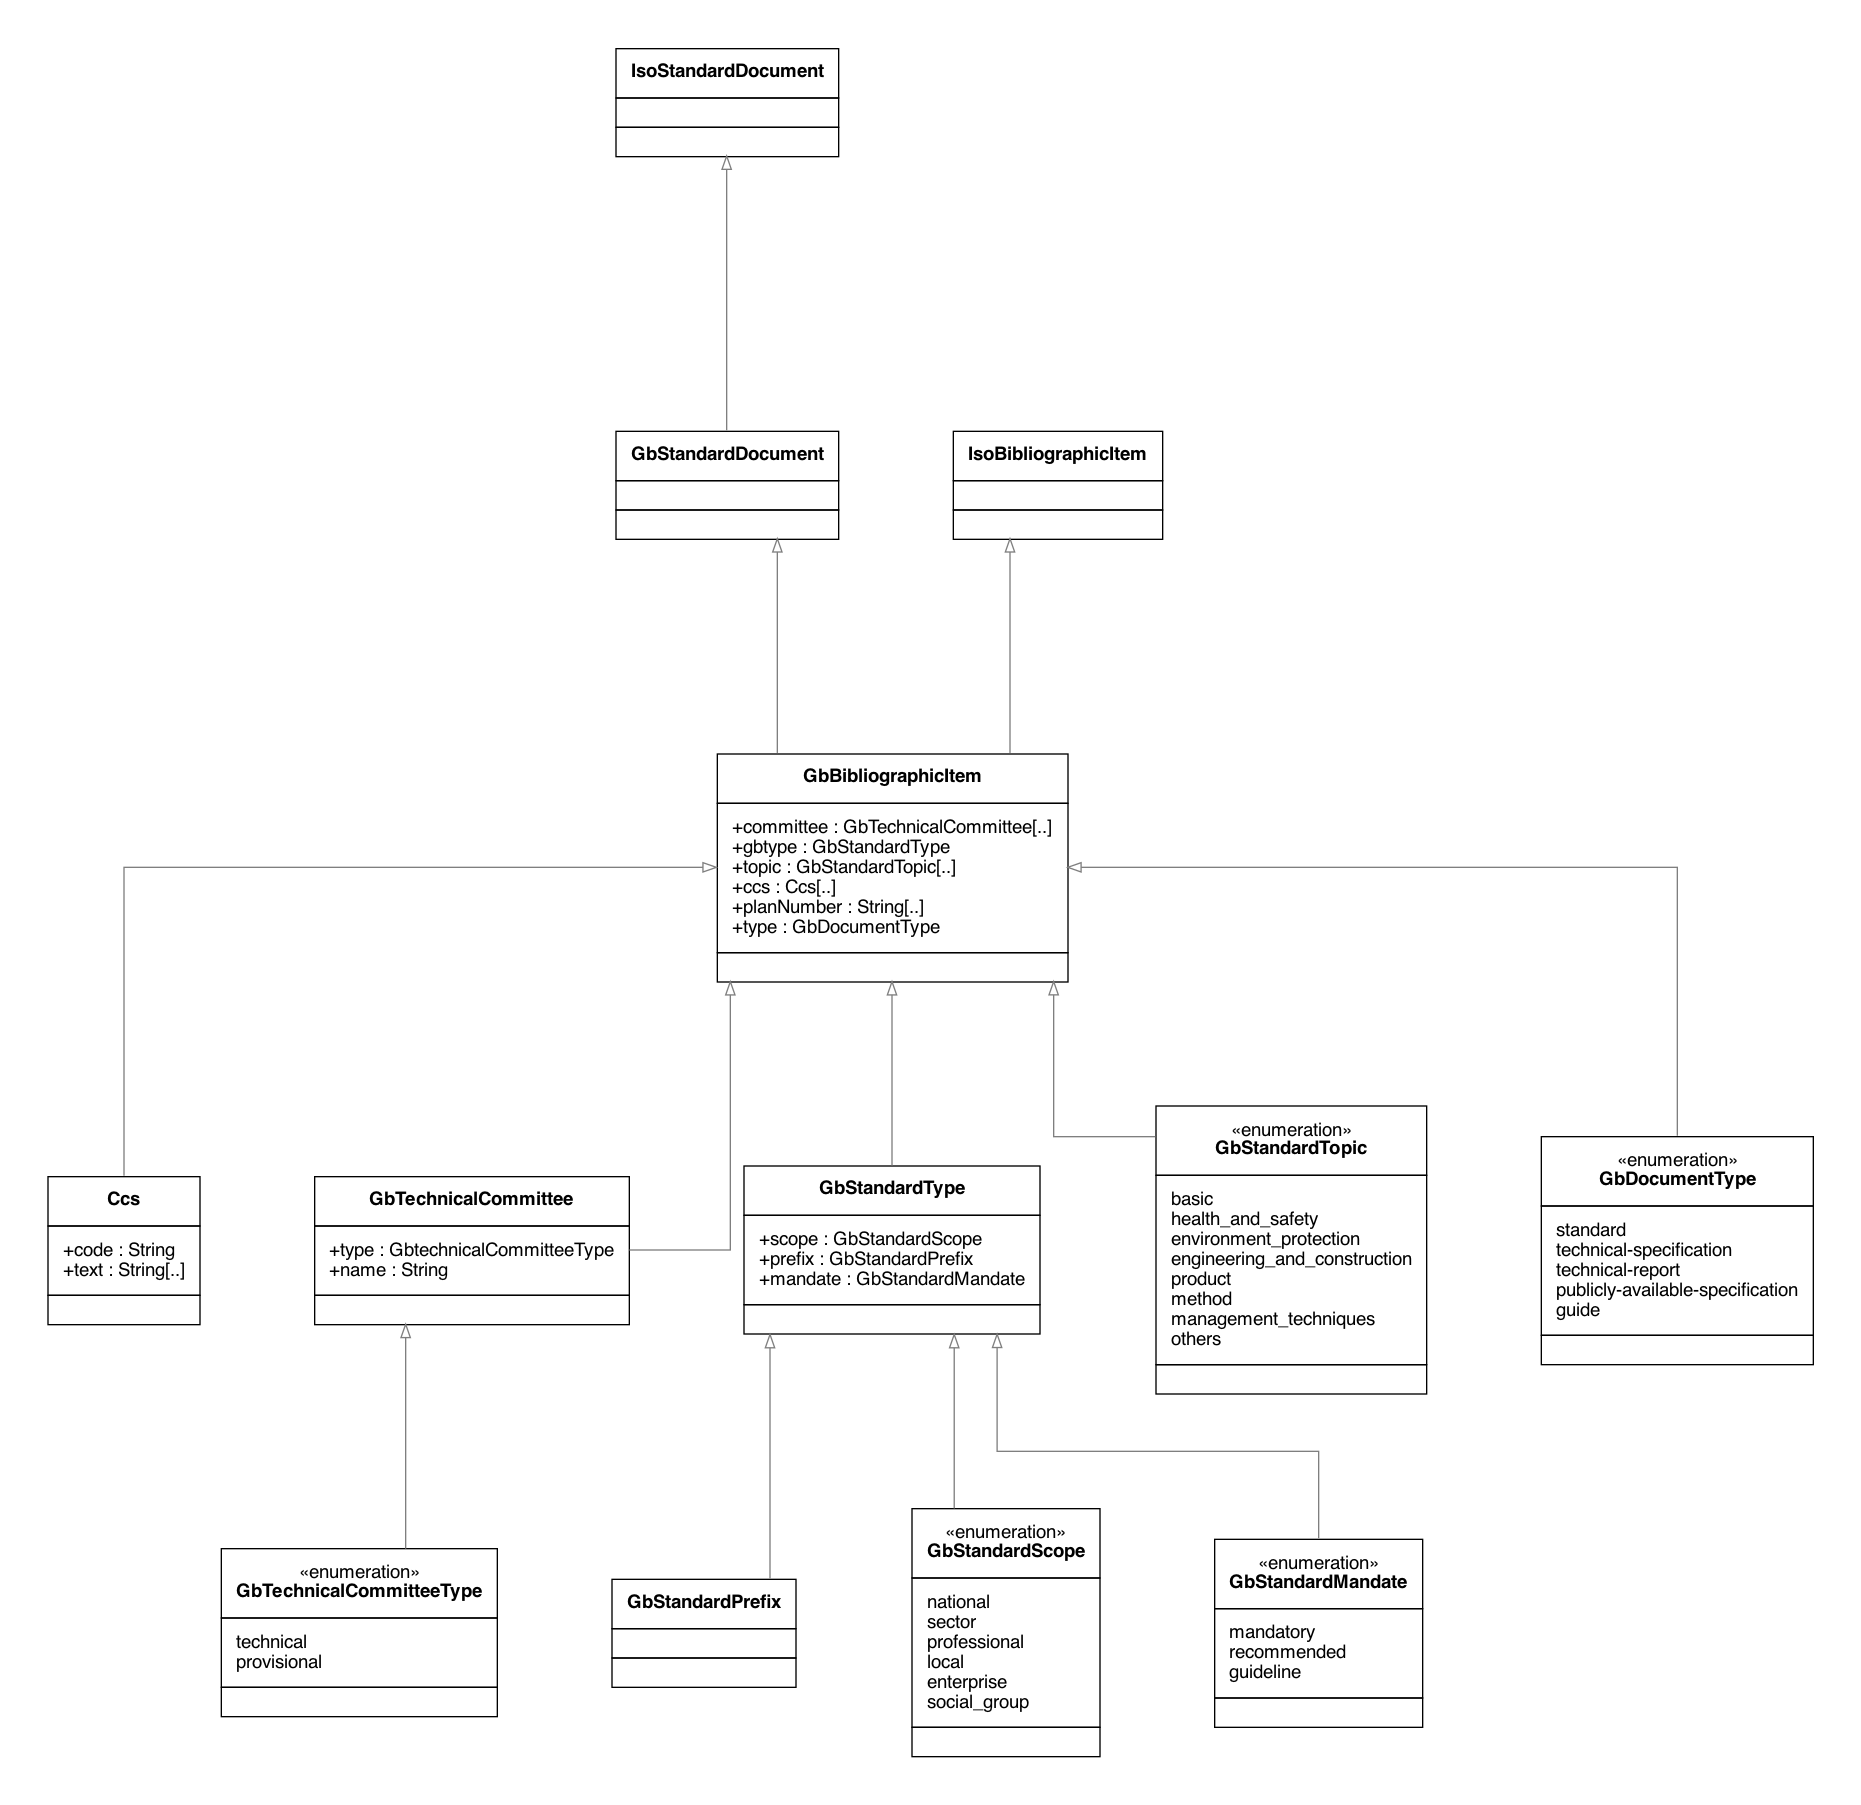 IsoStandardDocument
GbStandardDocument
IsoBibliographicItem
GbBibliographicItem
+committee : GbTechnicalCommittee[..]
+gbtype : GbStandardType
+topic : GbStandardTopic[..]
+ccs : Ccs[..]
+planNumber : String[..]
+type : GbDocumentType
Ccs
+code : String
+text : String[..]
GbTechnicalCommittee
+type : GbtechnicalCommitteeType
+name : String
GbStandardType
+scope : GbStandardScope
+prefix : GbStandardPrefix
+mandate : GbStandardMandate
«enumeration»
GbStandardTopic
basic
health_and_safety
environment_protection
engineering_and_construction
product
method
management_techniques
others
«enumeration»
GbDocumentType
standard
technical-specification
technical-report
publicly-available-specification
guide
«enumeration»
GbTechnicalCommitteeType
technical
provisional
GbStandardPrefix
«enumeration»
GbStandardScope
national
sector
professional
local
enterprise
social_group
«enumeration»
GbStandardMandate
mandatory
recommended
guideline